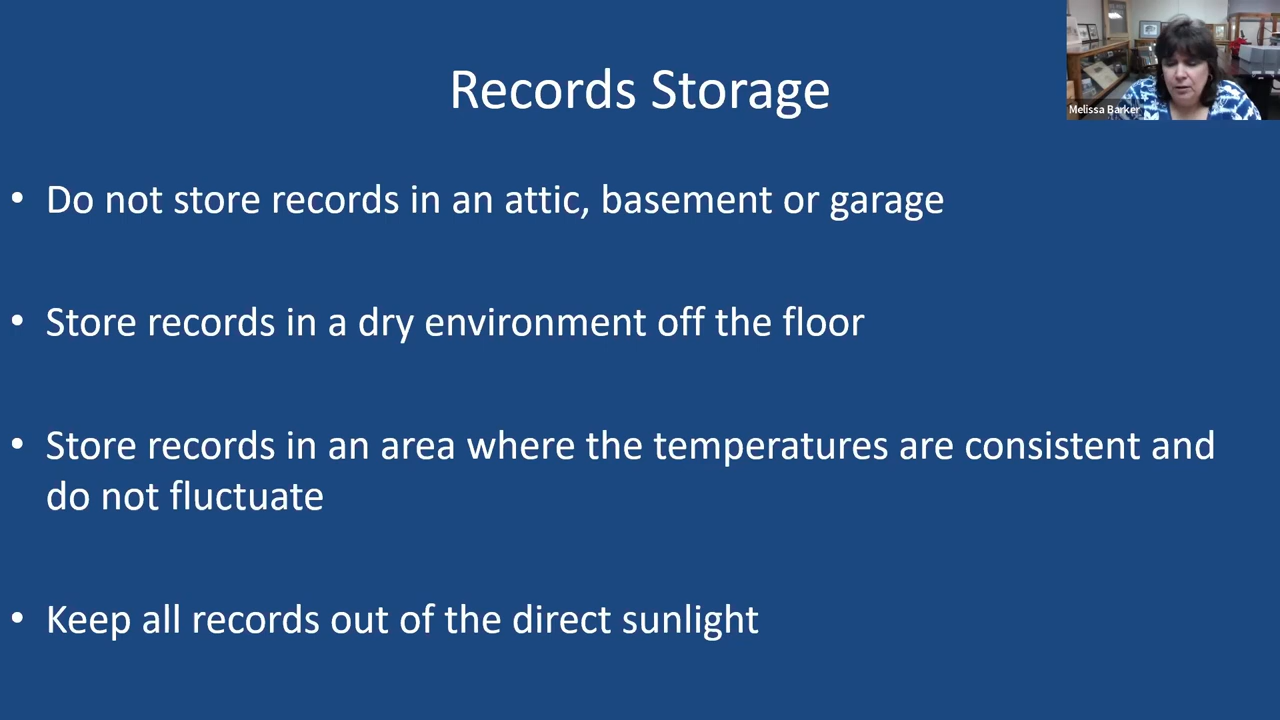 Records Storage
Melissa Barker
• Do not store records in an attic, basement or garage
• Store records in a dry environment off the floor
• Store records in an area where the temperatures are consistent and
do not fluctuate
• Keep all records out of the direct sunlight